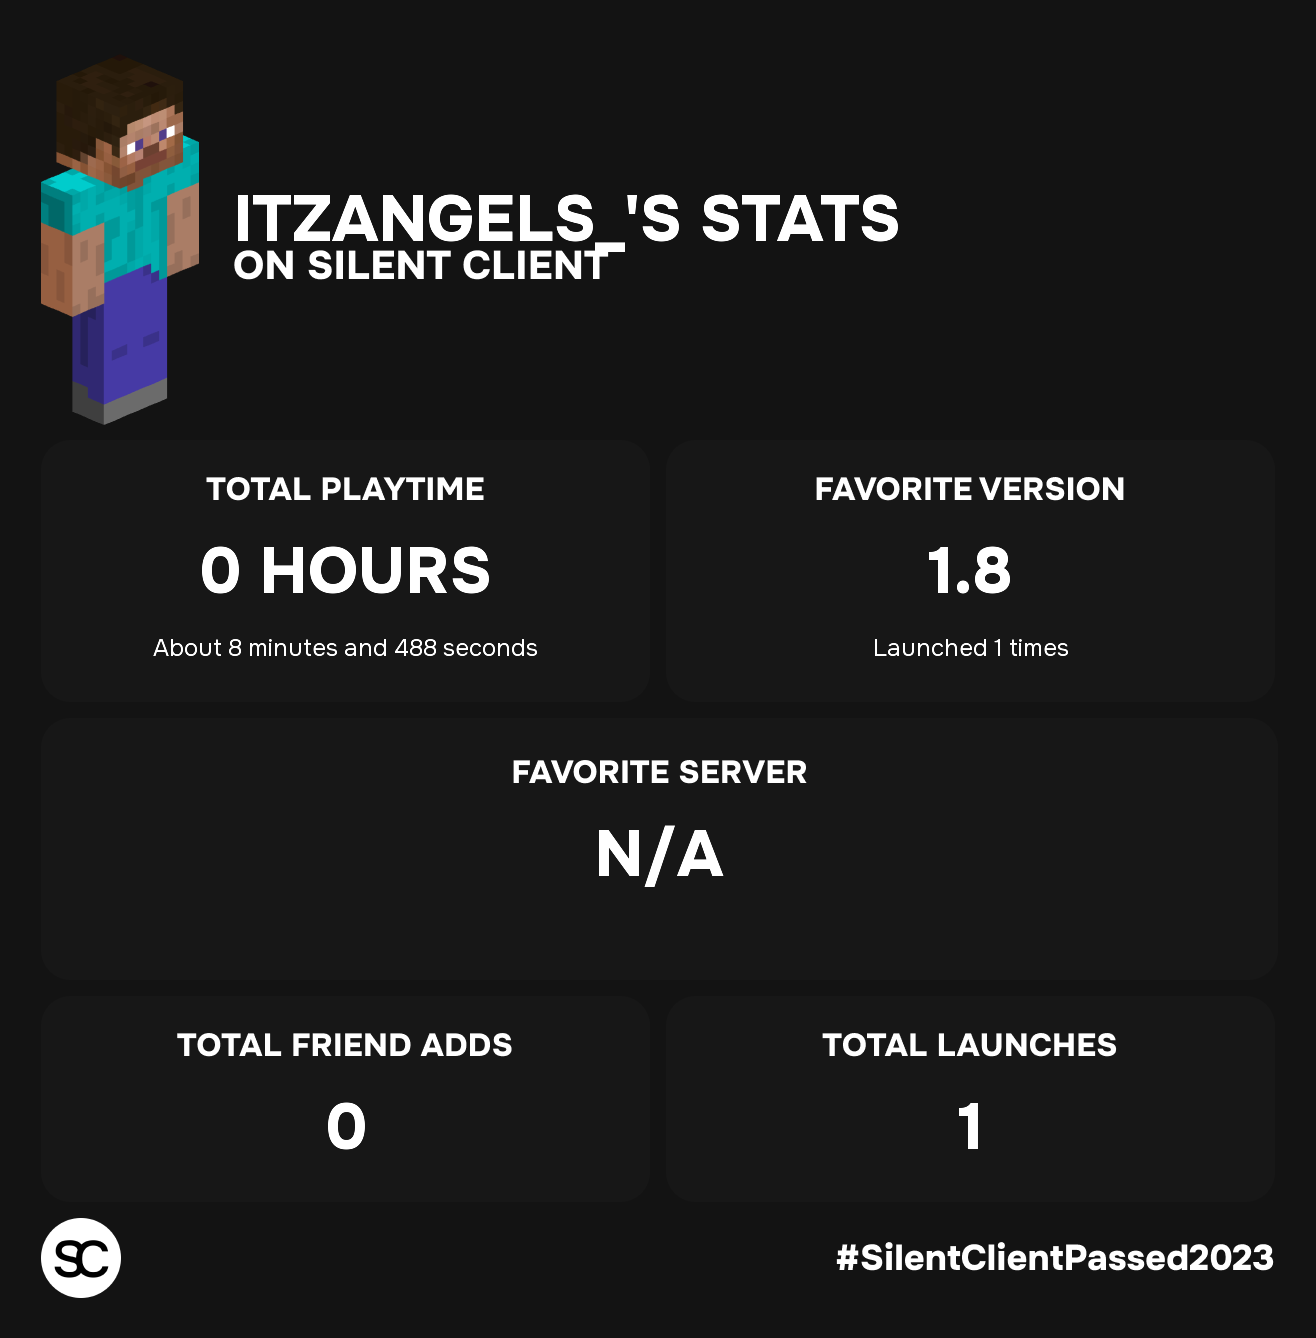 ITZANGELS_'S STATS
ON SILENT CLIENT
TOTAL PLAYTIME
0 HOURS
About 8 minutes and 488 seconds
FAVORITE VERSION
1.8
Launched 1 times
FAVORITE SERVER
N/A
TOTAL FRIEND ADDS
0
TOTAL LAUNCHES
1
SC
#SilentClientPassed2023